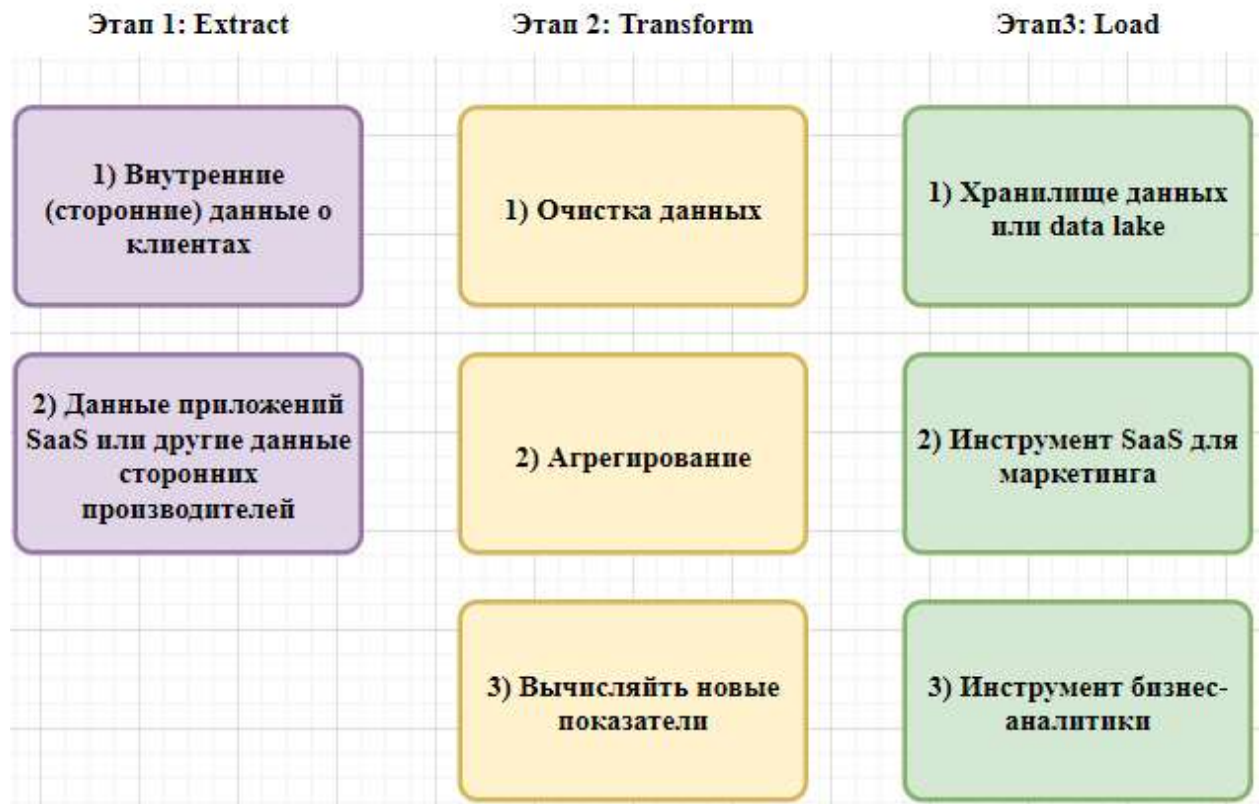 Этап 1: Extract
1) Внутренние
(сторонние) данные о
клиентах
2) Данные приложений
SaaS или другие данные
сторонних
производителей
Этап 2: Transform
1) Очистка данных
2) Агрегирование
3) Вычисляйть новые
показатели
Этап3: Load
1) Хранилище данных
или data lake
2) Инструмент SaaS для
маркетинга
3) Инструмент бизнес-
аналитики